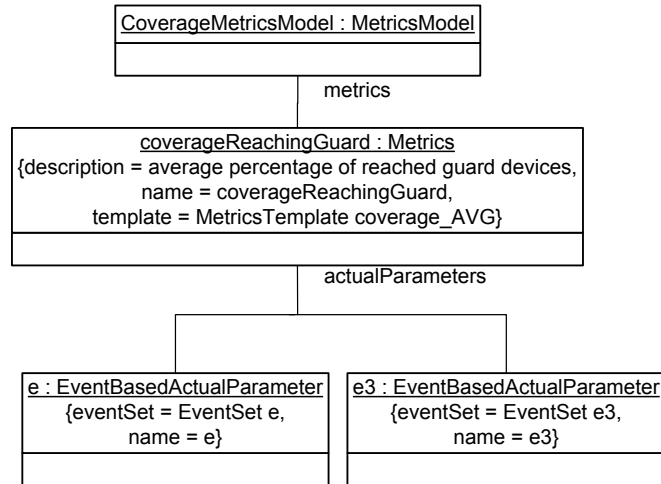 CoverageMetricsModel : MetricsModel
metrics
coverageReachingGuard : Metrics
{description = average percentage of reached guard devices,
name = coverageReachingGuard,
template = MetricsTemplate coverage_AVG}
actualParameters
e : EventBasedActualParameter
{eventSet = EventSet e,
name = e}
e3 : EventBasedActualParameter
{eventSet = EventSet e3,
name = e3}